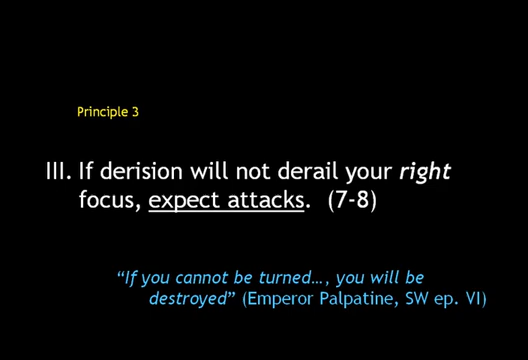 Principle 3
III. If derision will not derail your right
focus, expect attacks. (7-8)
“If you cannot be turned…, you will be
destroyed” (Emperor Palpatine, SW ep. VI)